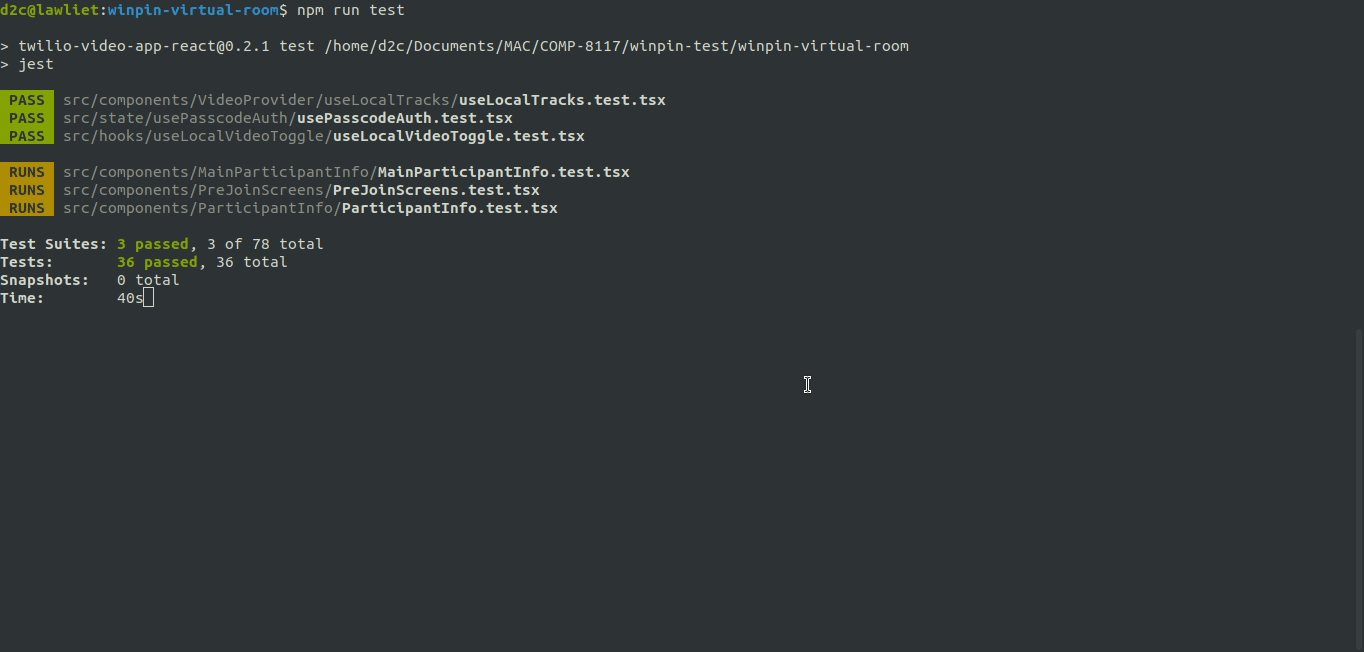 d2c@lawliet:winpin-virtual-room$ npm run test
> twilio-video-app-react@0.2.1 test /home/d2c/Documents/MAC/COMP-8117/winpin-test/winpin-virtual-room
> jest
PASS src/components/VideoProvider/useLocalTracks/useLocalTracks.test.tsx
PASS src/state/usePasscodeAuth/usePasscodeAuth.test.tsx
PASS src/hooks/useLocalVideoToggle/useLocalVideoToggle.test.tsx
RUNS src/components/MainParticipantInfo/MainParticipantInfo.test.tsx
RUNS src/components/PreJoinScreens/PreJoinScreens.test.tsx
RUNS src/components/ParticipantInfo/ParticipantInfo.test.tsx
Test Suites: 3 passed, 3 of 78 total
Tests: 36 passed, 36 total
Snapshots: 0 total
Time: 40s